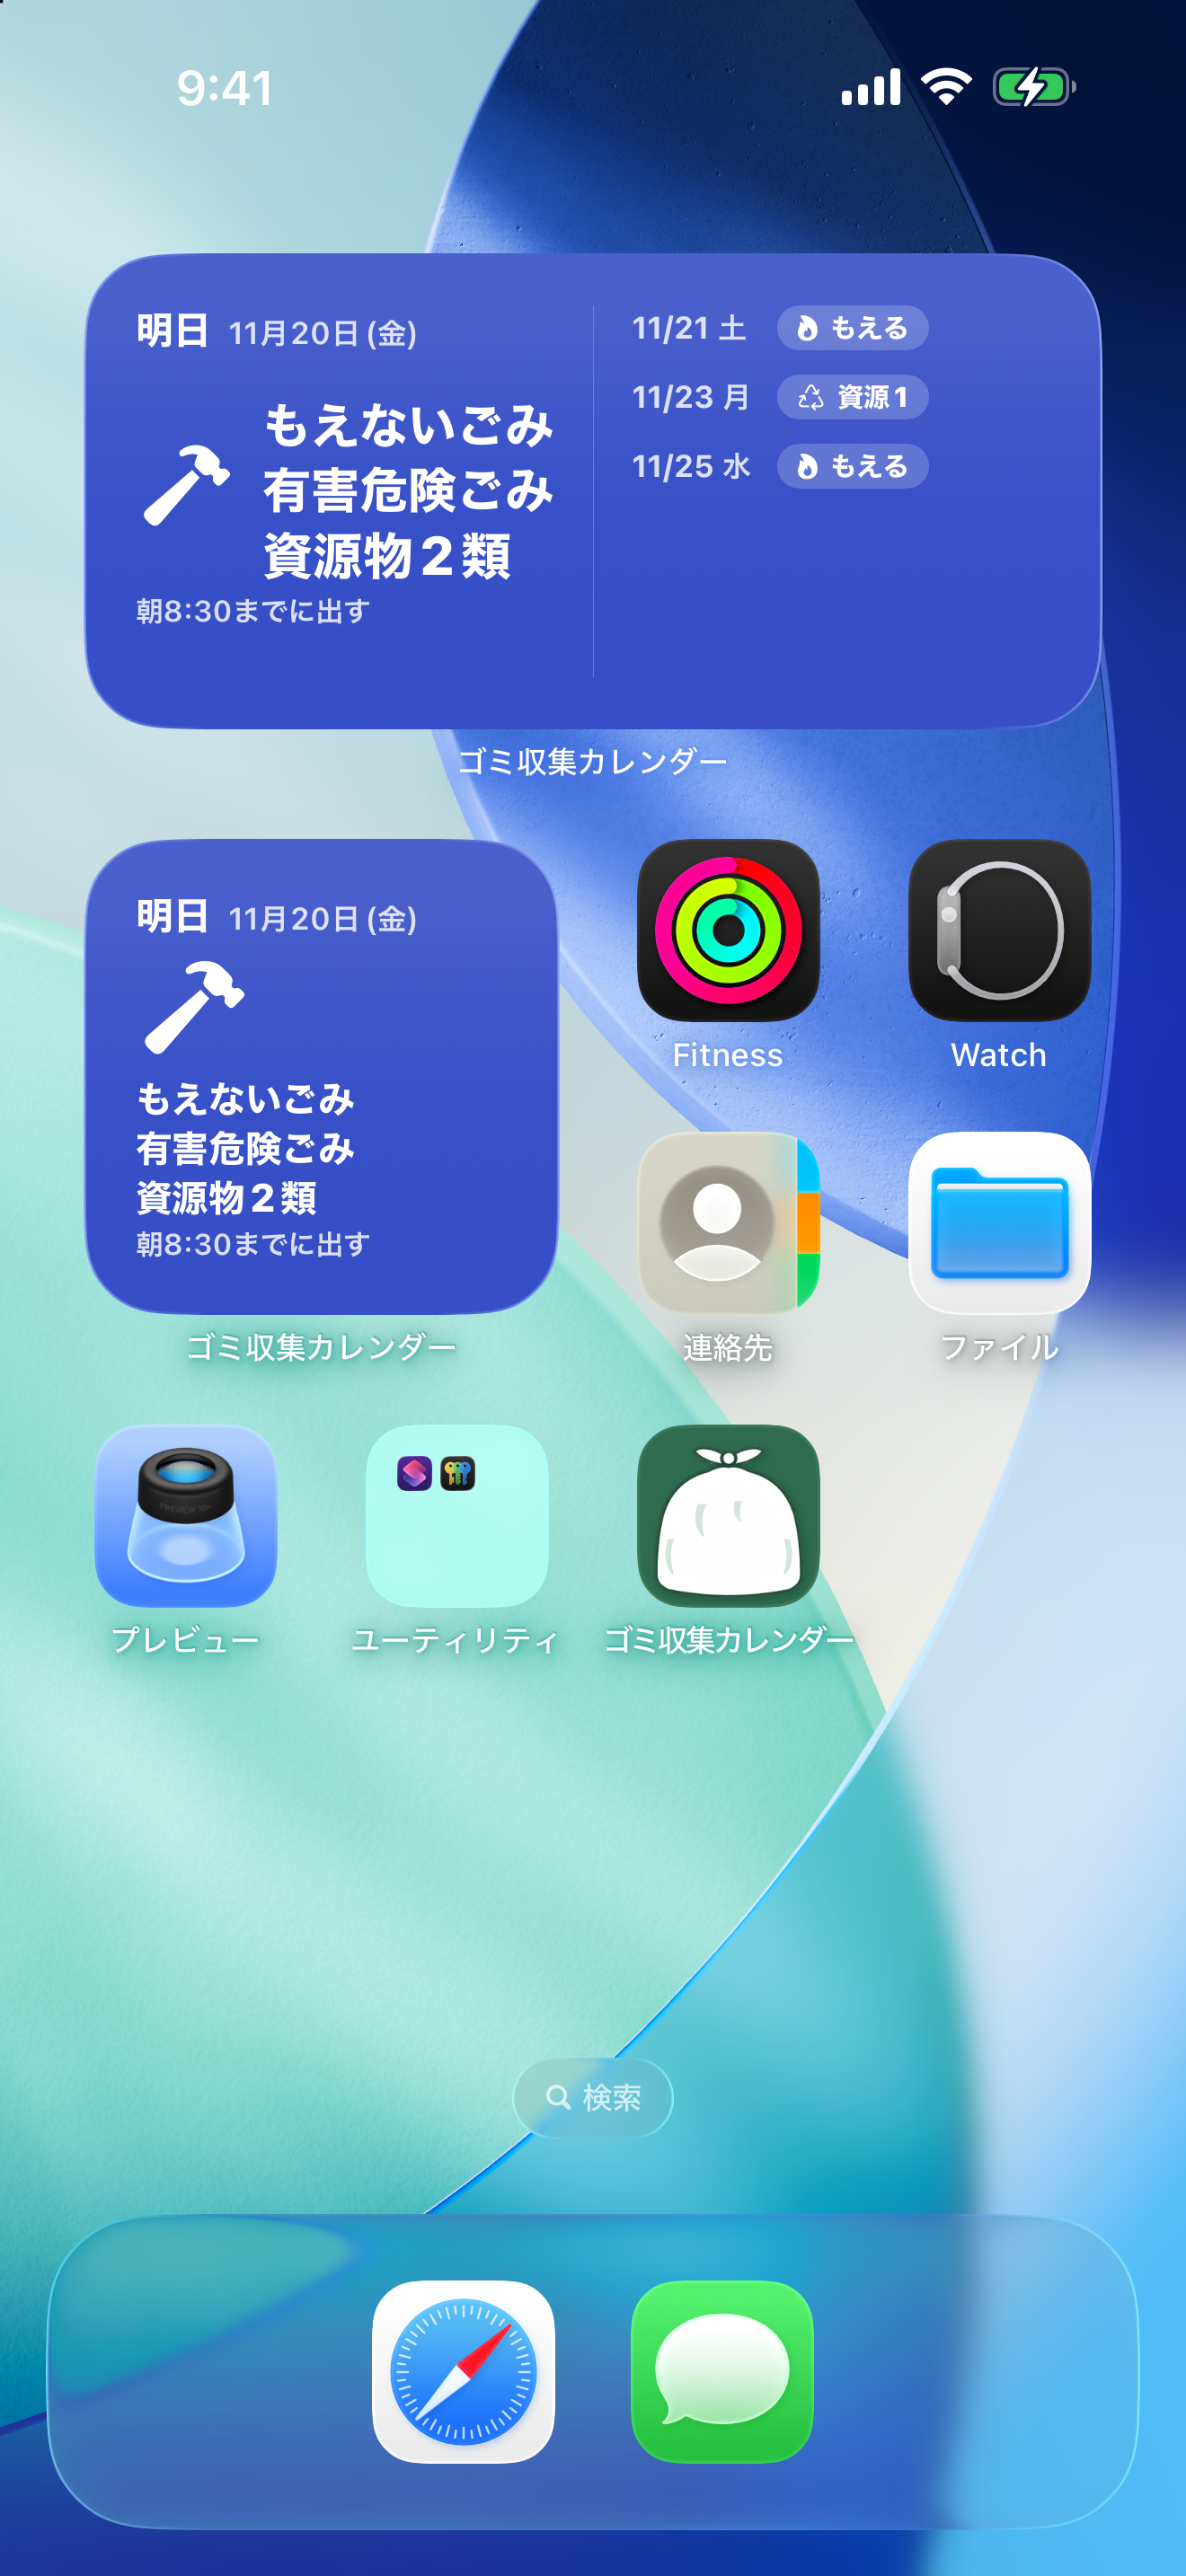 9:41
明日 11月20日(金)
もえないごみ
有害危険ごみ
資源物2類
朝8:30までに出す
11/21 土 もえる
11/23 月 資源1
11/25 水 もえる
ゴミ収集カレンダー
明日 11月20日(金)
もえないごみ
有害危険ごみ
資源物2類
朝8:30までに出す
ゴミ収集カレンダー
Fitness
Watch
連絡先
ファイル
PREVIEW 10×
プレビュー
ユーティリティ
ゴミ収集カレンダー
検索